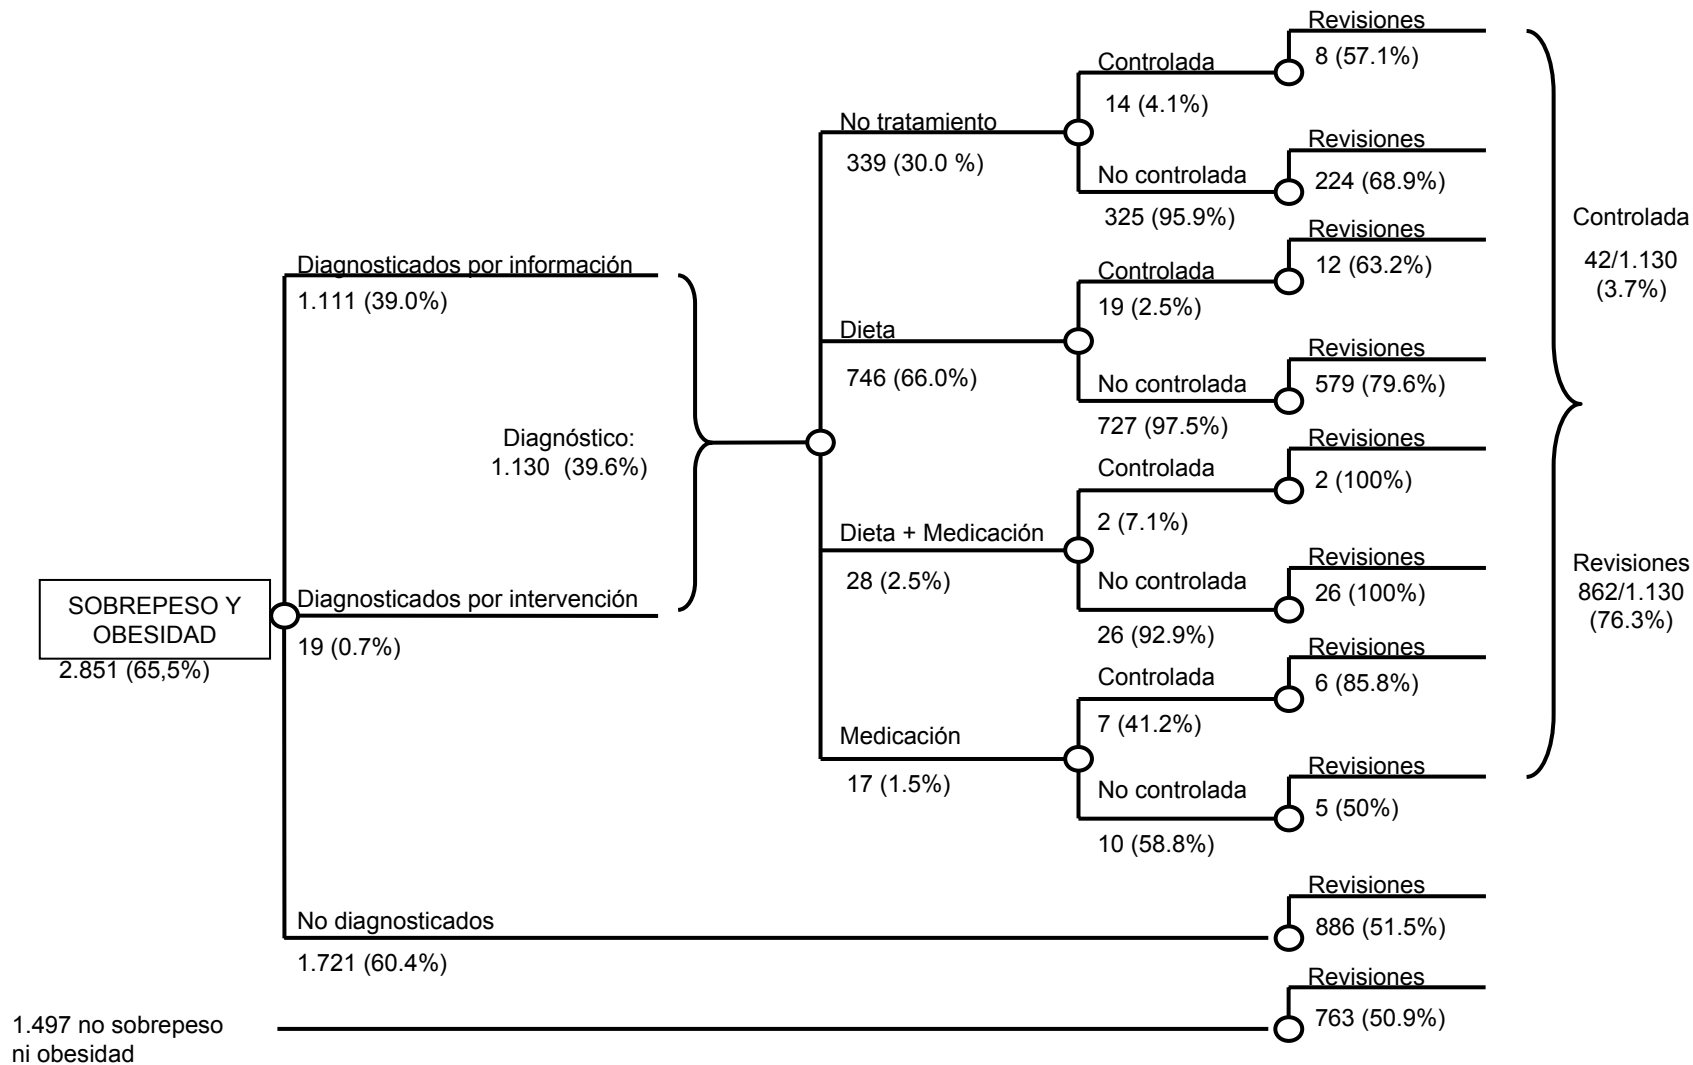 SOBREPESO Y
OBESIDAD
2.851 (65,5%)
Diagnosticados por información
1.111 (39.0%)
Diagnóstico:
1.130 (39.6%)
Diagnosticados por intervención
19 (0.7%)
No diagnosticados
1.721 (60.4%)
1.497 no sobrepeso
ni obesidad
No tratamiento
339 (30.0 %)
Dieta
746 (66.0%)
Dieta + Medicación
28 (2.5%)
Medicación
17 (1.5%)
Controlada
14 (4.1%)
No controlada
325 (95.9%)
Controlada
19 (2.5%)
No controlada
727 (97.5%)
Controlada
2 (7.1%)
No controlada
26 (92.9%)
Controlada
7 (41.2%)
No controlada
10 (58.8%)
Revisiones
8 (57.1%)
Revisiones
224 (68.9%)
Revisiones
12 (63.2%)
Revisiones
579 (79.6%)
Revisiones
2 (100%)
Revisiones
26 (100%)
Revisiones
6 (85.8%)
Revisiones
5 (50%)
Revisiones
886 (51.5%)
Revisiones
763 (50.9%)
Controlada
42/1.130
(3.7%)
Revisiones
862/1.130
(76.3%)